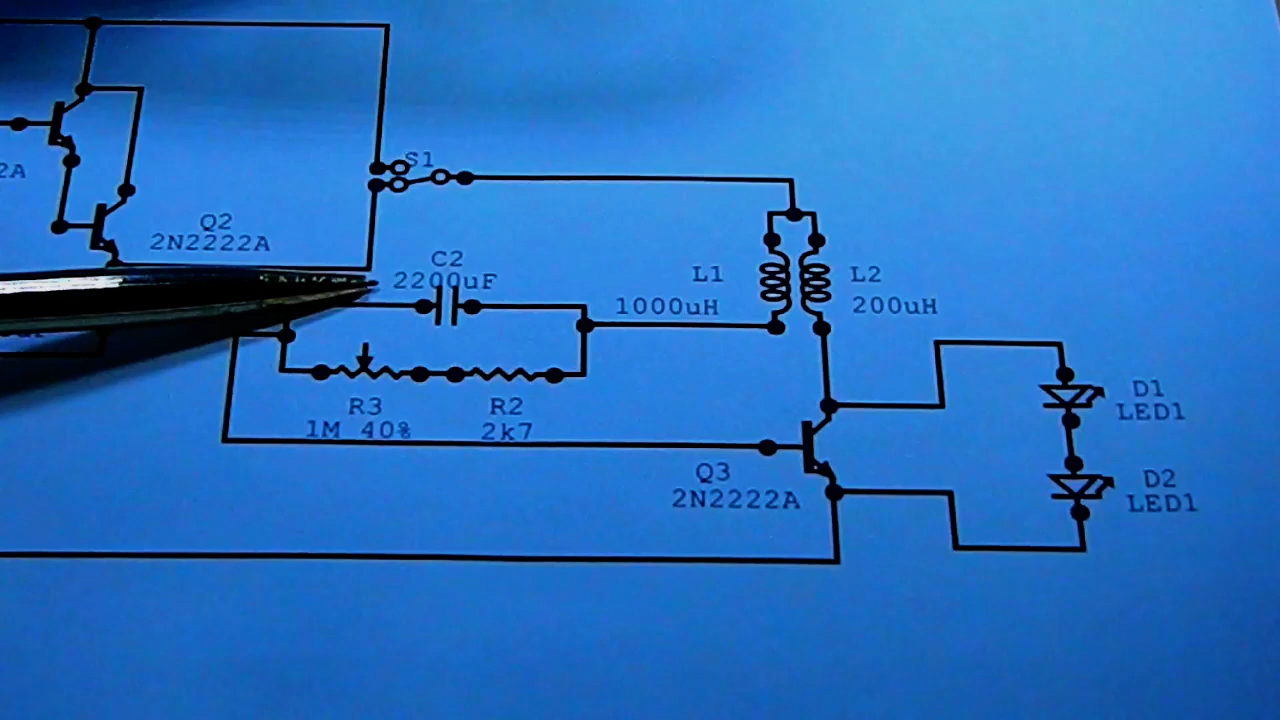 S1
2A
Q2
2N2222A
C2
2200uF
L1
1000uH
L2
200uH
R3
1M 40%
R2
2k7
D1
LED1
Q3
2N2222A
D2
LED1